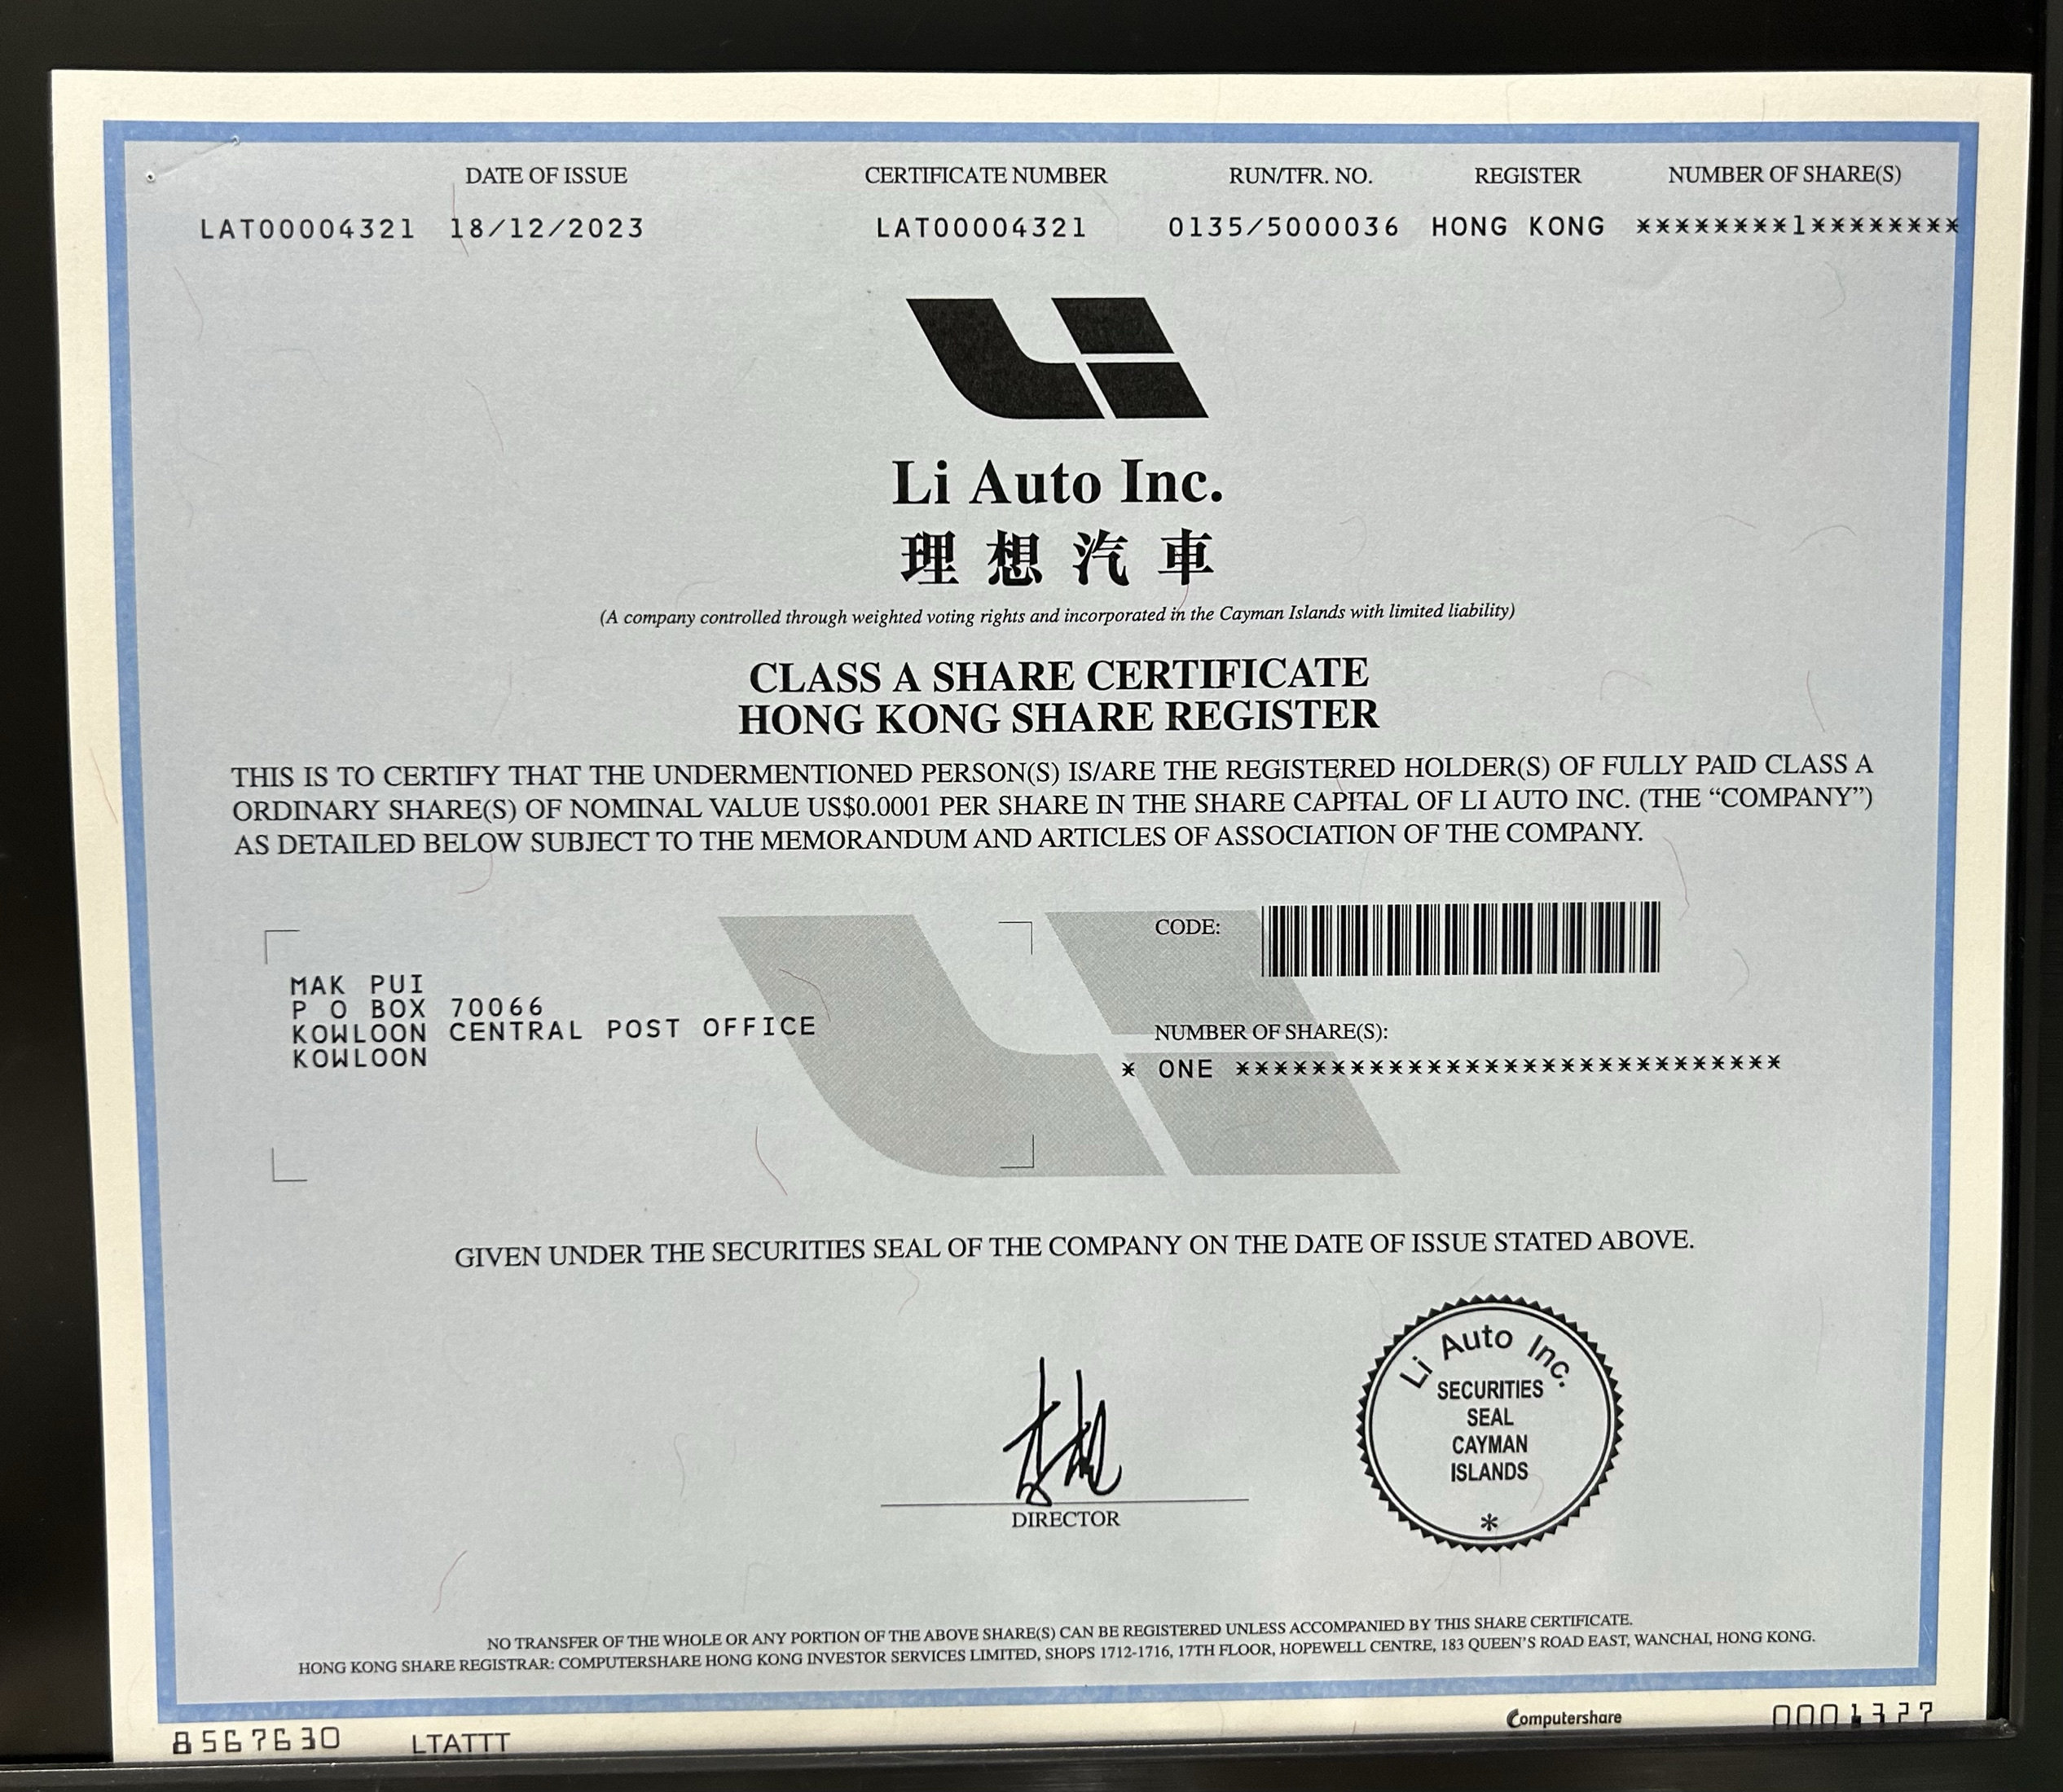 DATE OF ISSUE CERTIFICATE NUMBER RUN/TFR. NO. REGISTER NUMBER OF SHARE(S)
LAT00004321 18/12/2023 LAT00004321 0135/5000036 HONG KONG ********1********
Li Auto Inc.
理想汽車
(A company controlled through weighted voting rights and incorporated in the Cayman Islands with limited liability)
CLASS A SHARE CERTIFICATE
HONG KONG SHARE REGISTER
THIS IS TO CERTIFY THAT THE UNDERMENTIONED PERSON(S) IS/ARE THE REGISTERED HOLDER(S) OF FULLY PAID CLASS A
ORDINARY SHARE(S) OF NOMINAL VALUE US$0.0001 PER SHARE IN THE SHARE CAPITAL OF LI AUTO INC. (THE “COMPANY”)
AS DETAILED BELOW SUBJECT TO THE MEMORANDUM AND ARTICLES OF ASSOCIATION OF THE COMPANY.
CODE:
MAK PUI
P O BOX 70066
KOWLOON CENTRAL POST OFFICE
KOWLOON
NUMBER OF SHARE(S):
* ONE *****************************
GIVEN UNDER THE SECURITIES SEAL OF THE COMPANY ON THE DATE OF ISSUE STATED ABOVE.
DIRECTOR
Li Auto Inc.
SECURITIES
SEAL
CAYMAN
ISLANDS
*
NO TRANSFER OF THE WHOLE OR ANY PORTION OF THE ABOVE SHARE(S) CAN BE REGISTERED UNLESS ACCOMPANIED BY THIS SHARE CERTIFICATE.
HONG KONG SHARE REGISTRAR: COMPUTERSHARE HONG KONG INVESTOR SERVICES LIMITED, SHOPS 1712-1716, 17TH FLOOR, HOPEWELL CENTRE, 183 QUEEN'S ROAD EAST, WANCHAI, HONG KONG.
8567630 LTATTT Computershare 0001327